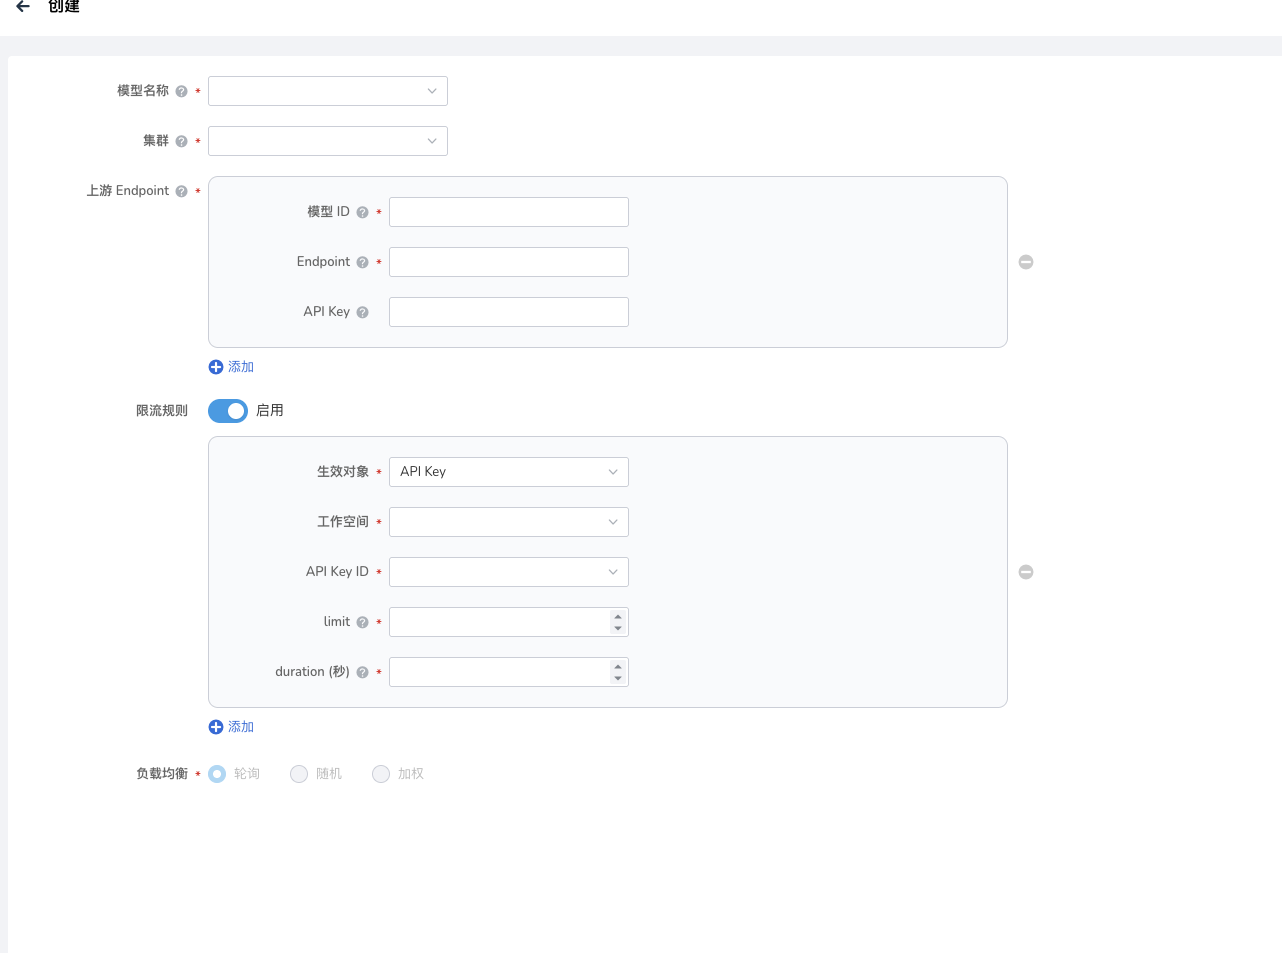 创建
模型名称 ? *
集群 ? *
上游 Endpoint ? *
模型 ID ? *
Endpoint ? *
API Key ?
添加
限流规则 启用
生效对象 * API Key
工作空间 *
API Key ID *
limit ? *
duration (秒) ? *
添加
负载均衡 * 轮询 随机 加权